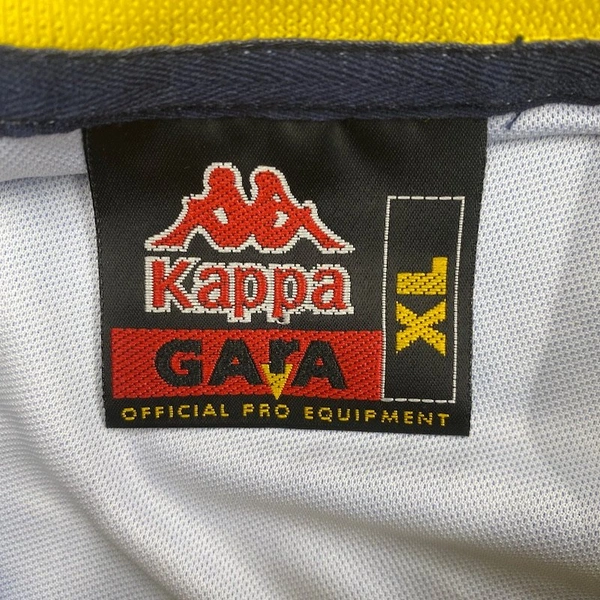 Kappa
GARA
OFFICIAL PRO EQUIPMENT
XL